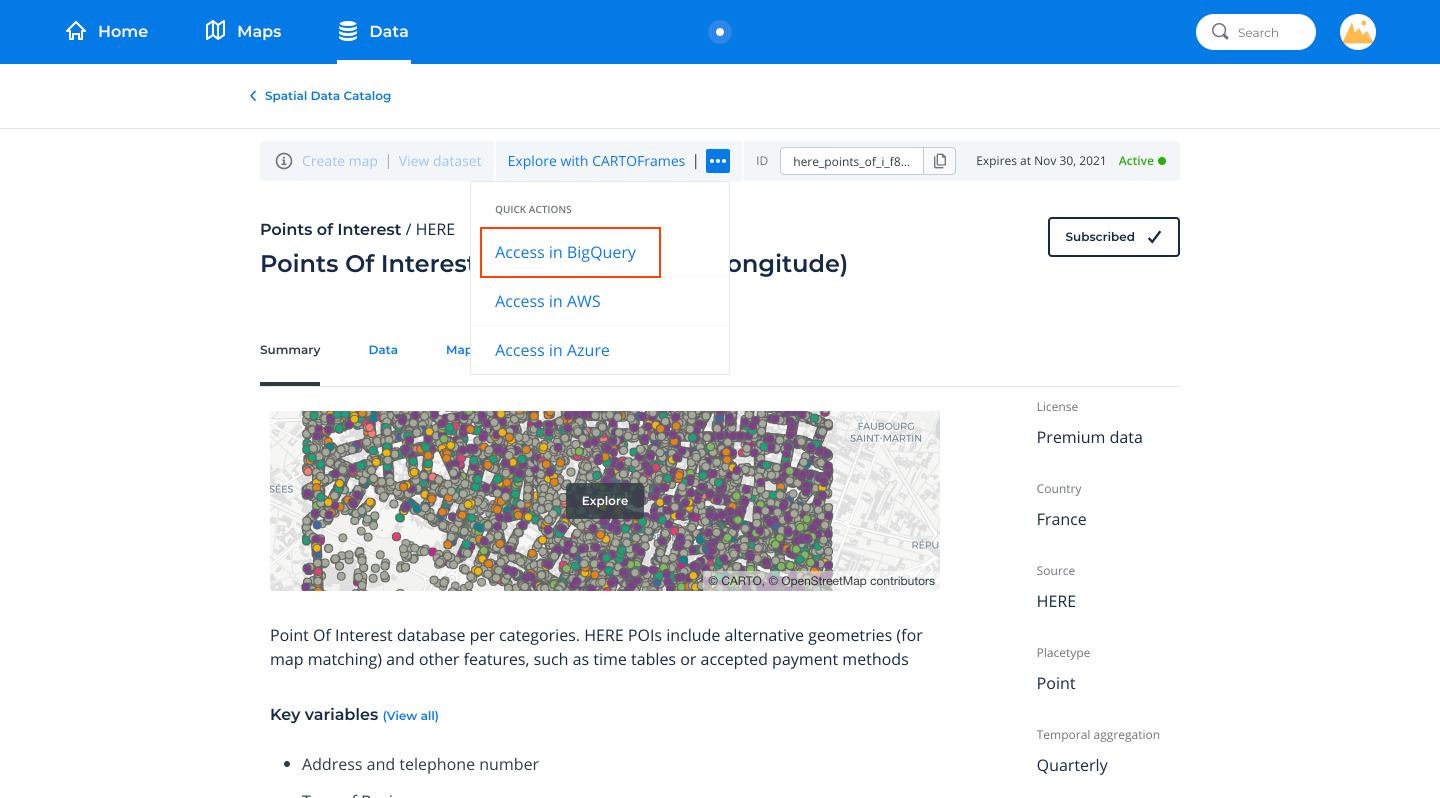 Home Maps Data Search
Spatial Data Catalog
Create map | View dataset Explore with CARTOFrames | ID here_points_of_i_f8... Expires at Nov 30, 2021 Active
QUICK ACTIONS
Access in BigQuery
Access in AWS
Access in Azure
Points of Interest / HERE
Points Of Interest ongitude)
Subscribed
Summary Data Map
FAUBOURG
SAINT-MARTIN
SÉES
Explore
RÉPU
© CARTO, © OpenStreetMap contributors
License
Premium data
Country
France
Source
HERE
Placetype
Point
Temporal aggregation
Quarterly
Point Of Interest database per categories. HERE POIs include alternative geometries (for
map matching) and other features, such as time tables or accepted payment methods
Key variables (View all)
Address and telephone number